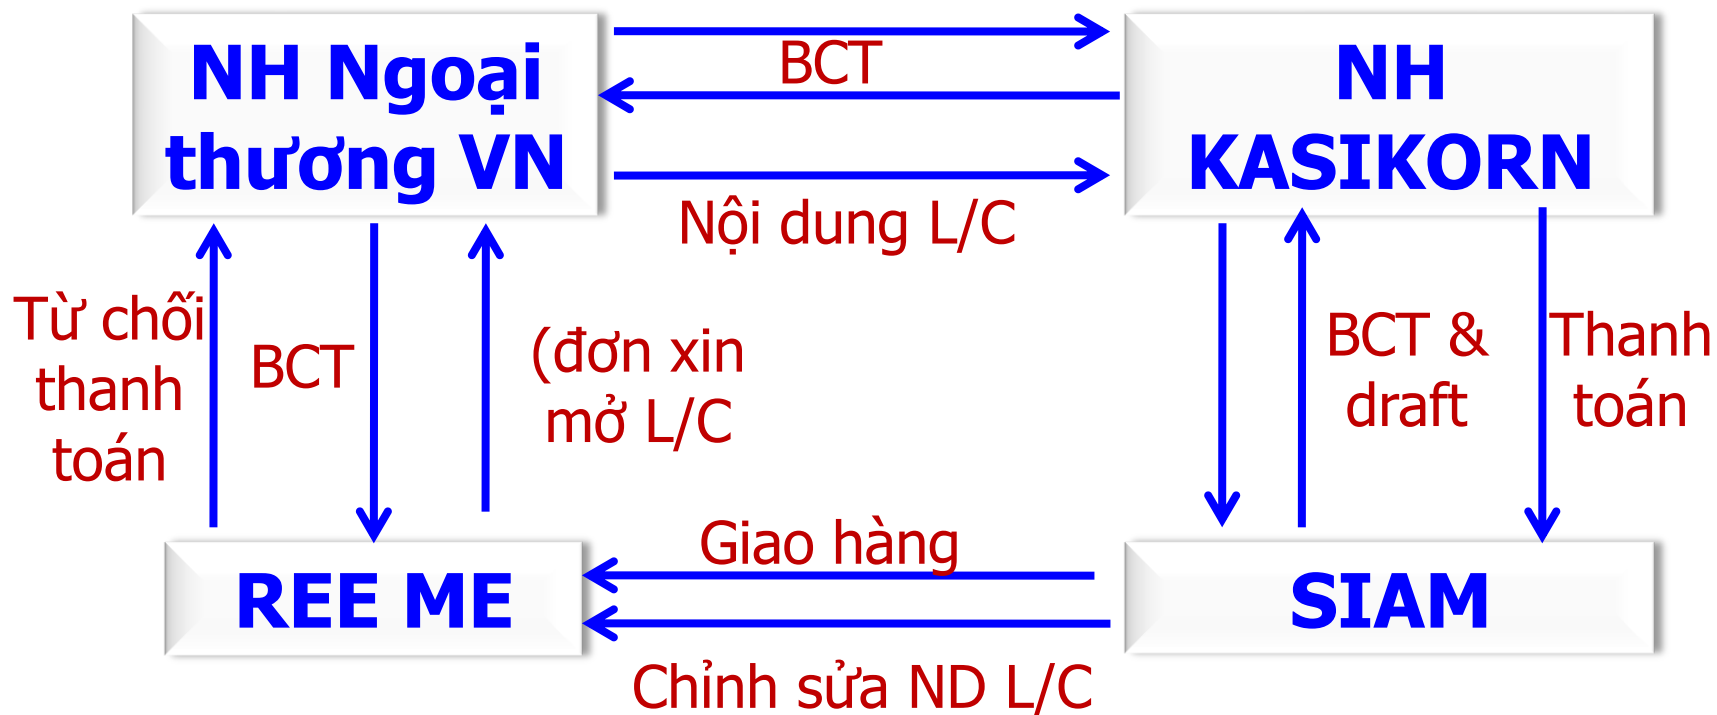 NH Ngoại
thương VN
BCT
NH
KASIKORN
Nội dung L/C
Từ chối
thanh
toán
BCT
(đơn xin
mở L/C
BCT &
draft
Thanh
toán
Giao hàng
REE ME
SIAM
Chỉnh sửa ND L/C